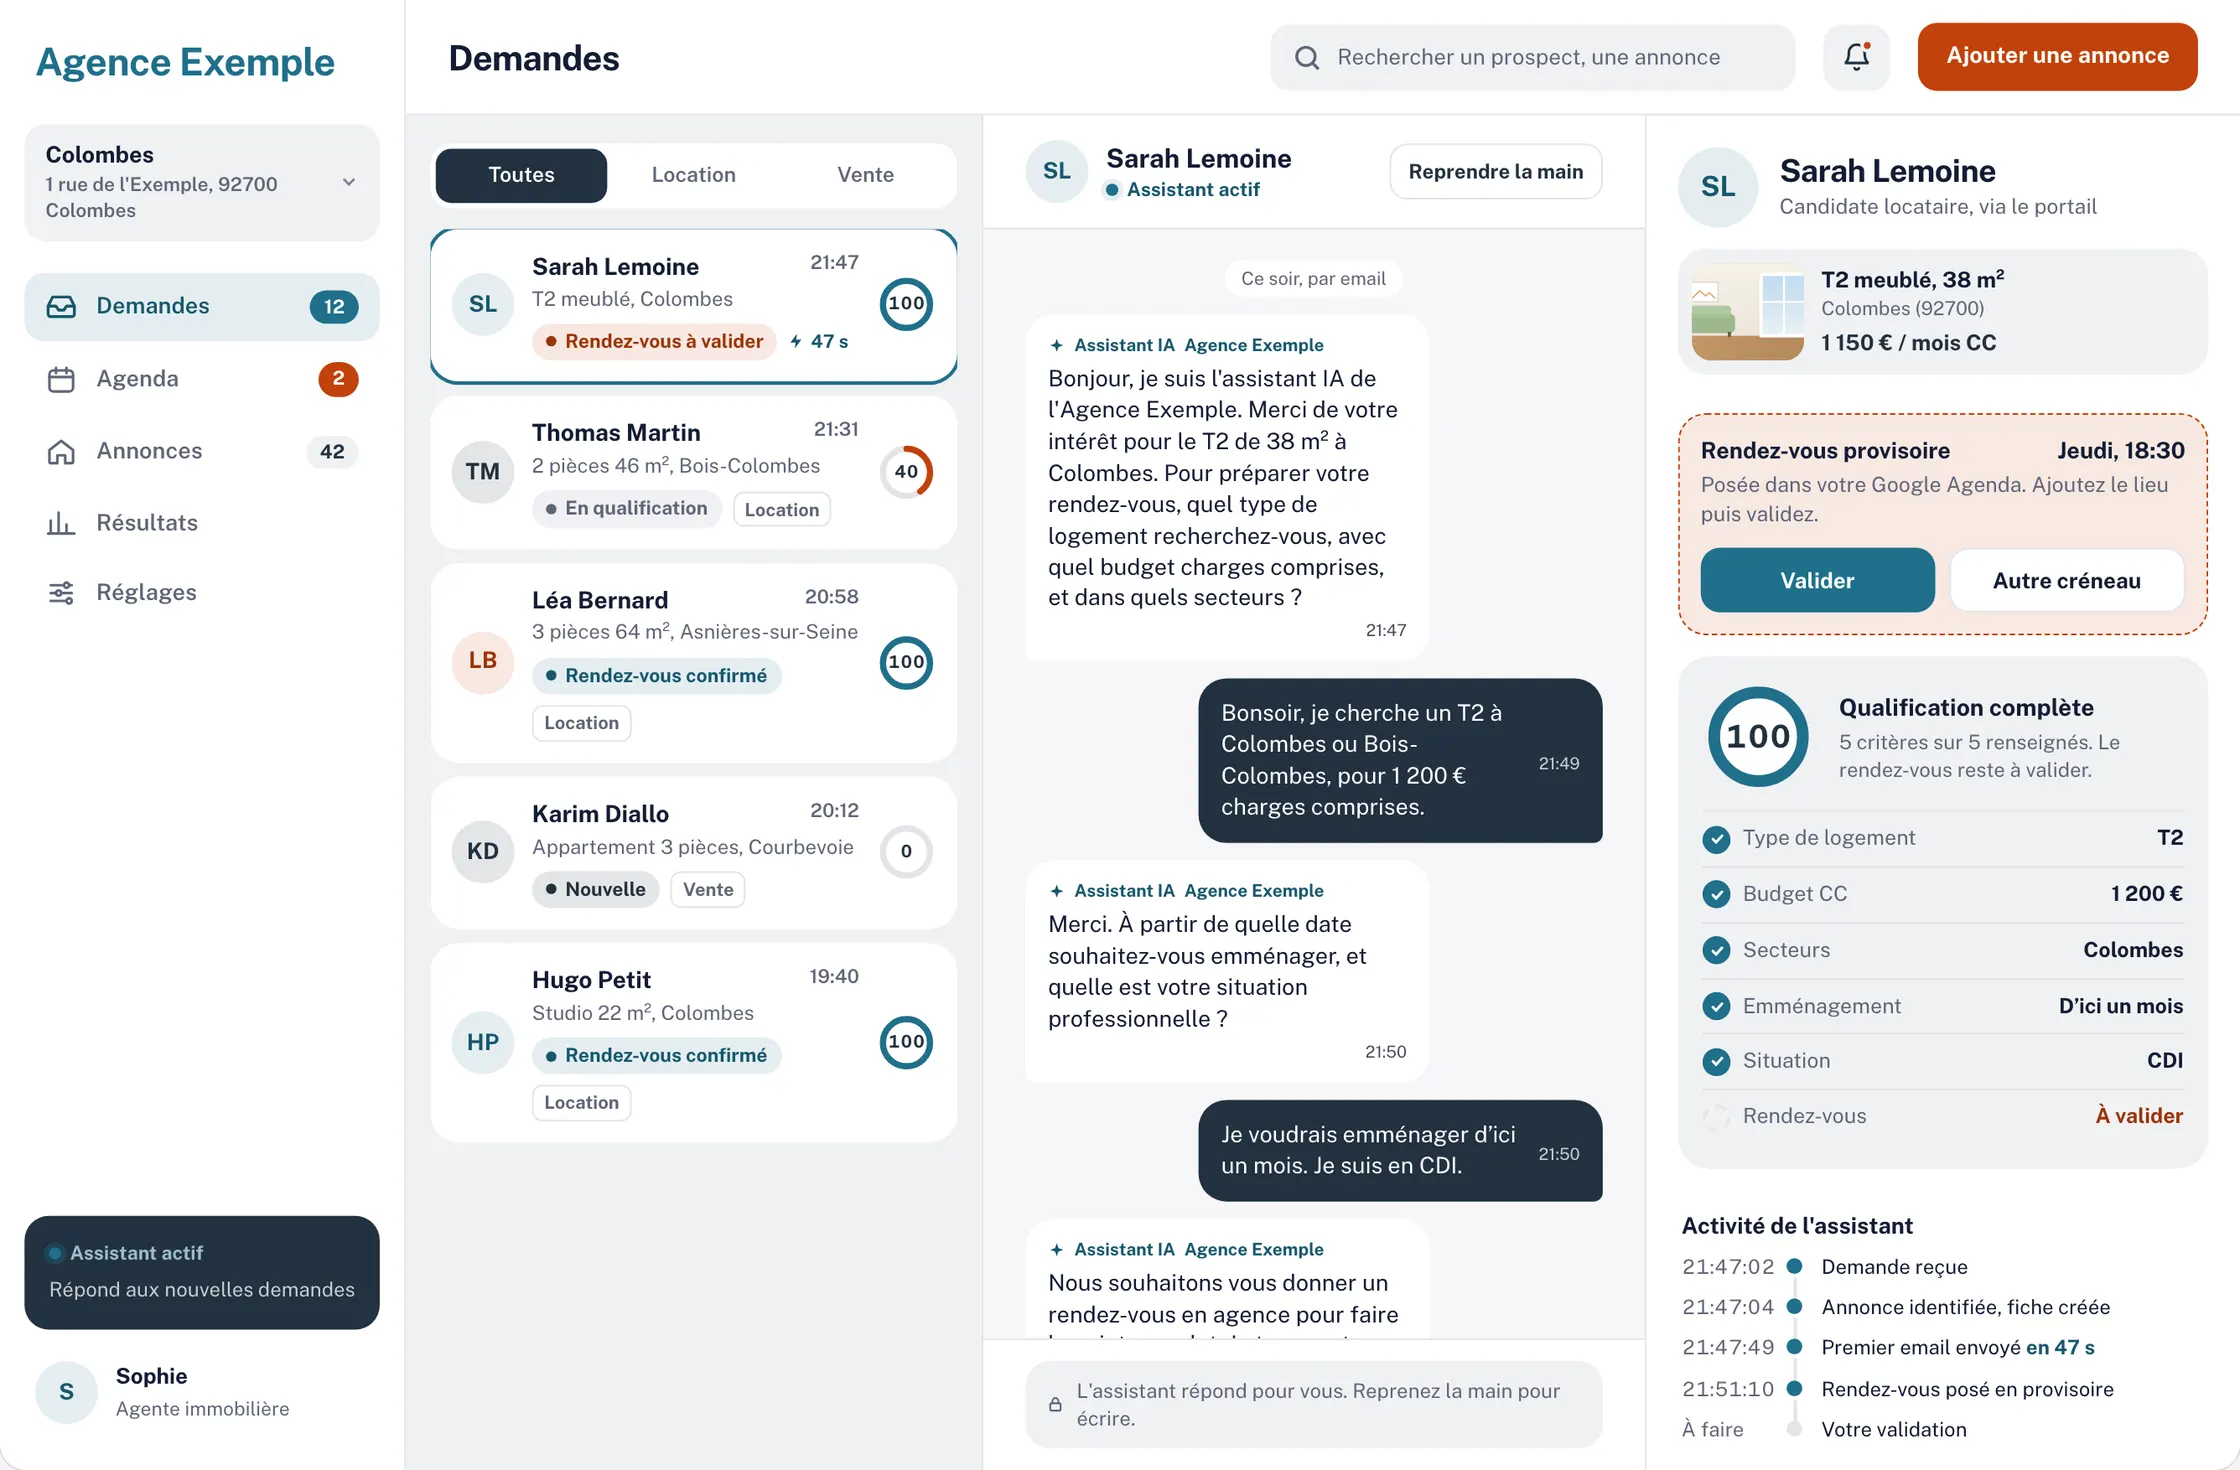 Agence Exemple
Colombes
1 rue de l'Exemple, 92700
Colombes
Demandes
12
Agenda
2
Annonces
42
Résultats
Réglages
Assistant actif
Répond aux nouvelles demandes
S
Sophie
Agente immobilière
Demandes
Rechercher un prospect, une annonce
Ajouter une annonce
Toutes
Location
Vente
SL
Sarah Lemoine
21:47
T2 meublé, Colombes
Rendez-vous à valider
47 s
100
TM
Thomas Martin
21:31
2 pièces 46 m², Bois-Colombes
En qualification
Location
40
LB
Léa Bernard
20:58
3 pièces 64 m², Asnières-sur-Seine
Rendez-vous confirmé
Location
100
KD
Karim Diallo
20:12
Appartement 3 pièces, Courbevoie
Nouvelle
Vente
0
HP
Hugo Petit
19:40
Studio 22 m², Colombes
Rendez-vous confirmé
Location
100
SL
Sarah Lemoine
Assistant actif
Reprendre la main
Ce soir, par email
Assistant IA Agence Exemple
Bonjour, je suis l'assistant IA de
l'Agence Exemple. Merci de votre
intérêt pour le T2 de 38 m² à
Colombes. Pour préparer votre
rendez-vous, quel type de
logement recherchez-vous, avec
quel budget charges comprises,
et dans quels secteurs ?
21:47
Bonsoir, je cherche un T2 à
Colombes ou Bois-
Colombes, pour 1 200 €
charges comprises.
21:49
Assistant IA Agence Exemple
Merci. À partir de quelle date
souhaitez-vous emménager, et
quelle est votre situation
professionnelle ?
21:50
Je voudrais emménager d’ici
un mois. Je suis en CDI.
21:50
Assistant IA Agence Exemple
Nous souhaitons vous donner un
rendez-vous en agence pour faire
L'assistant répond pour vous. Reprenez la main pour
écrire.
SL
Sarah Lemoine
Candidate locataire, via le portail
T2 meublé, 38 m²
Colombes (92700)
1 150 € / mois CC
Rendez-vous provisoire
Jeudi, 18:30
Posée dans votre Google Agenda. Ajoutez le lieu
puis validez.
Valider
Autre créneau
100
Qualification complète
5 critères sur 5 renseignés. Le
rendez-vous reste à valider.
Type de logement
T2
Budget CC
1 200 €
Secteurs
Colombes
Emménagement
D’ici un mois
Situation
CDI
Rendez-vous
À valider
Activité de l'assistant
21:47:02 Demande reçue
21:47:04 Annonce identifiée, fiche créée
21:47:49 Premier email envoyé en 47 s
21:51:10 Rendez-vous posé en provisoire
À faire Votre validation